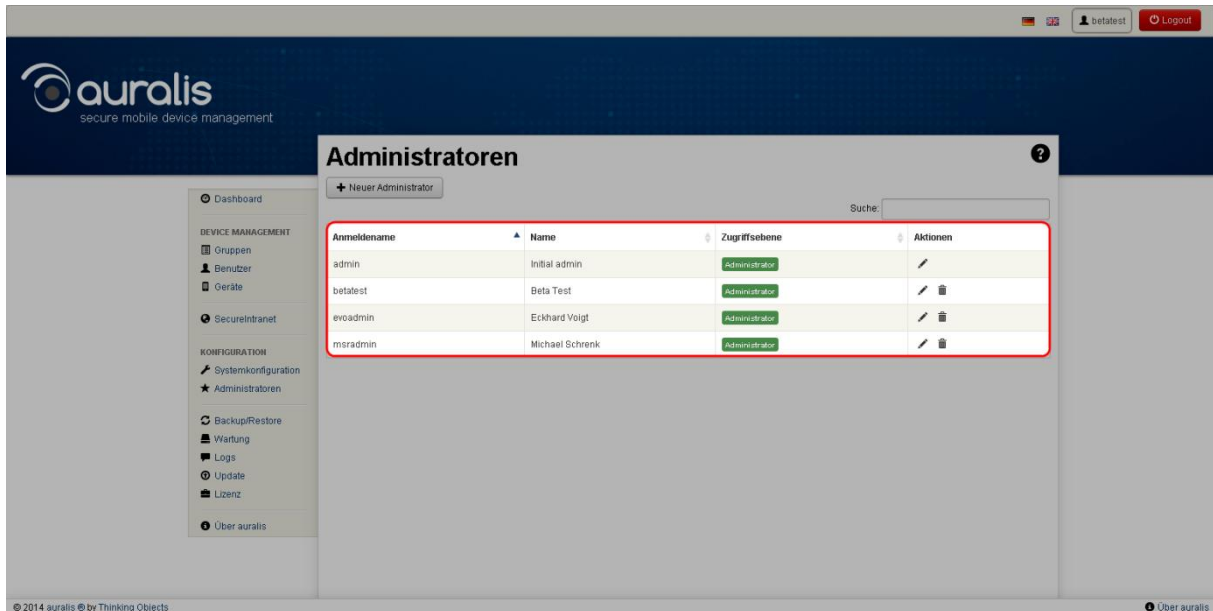 betatest
Logout
auralis
secure mobile device management
Administratoren
Neuer Administrator
Suche:
Dashboard
DEVICE MANAGEMENT
Gruppen
Benutzer
Geräte
SecureIntranet
KONFIGURATION
Systemkonfiguration
Administratoren
Backup/Restore
Wartung
Logs
Update
Lizenz
Über auralis
Anmeldename Name Zugriffsebene Aktionen
admin Initial admin Administrator
betatest Beta Test Administrator
evoadmin Eckhard Voigt Administrator
msradmin Michael Schrenk Administrator
© 2014 auralis ® by Thinking Objects
Über auralis